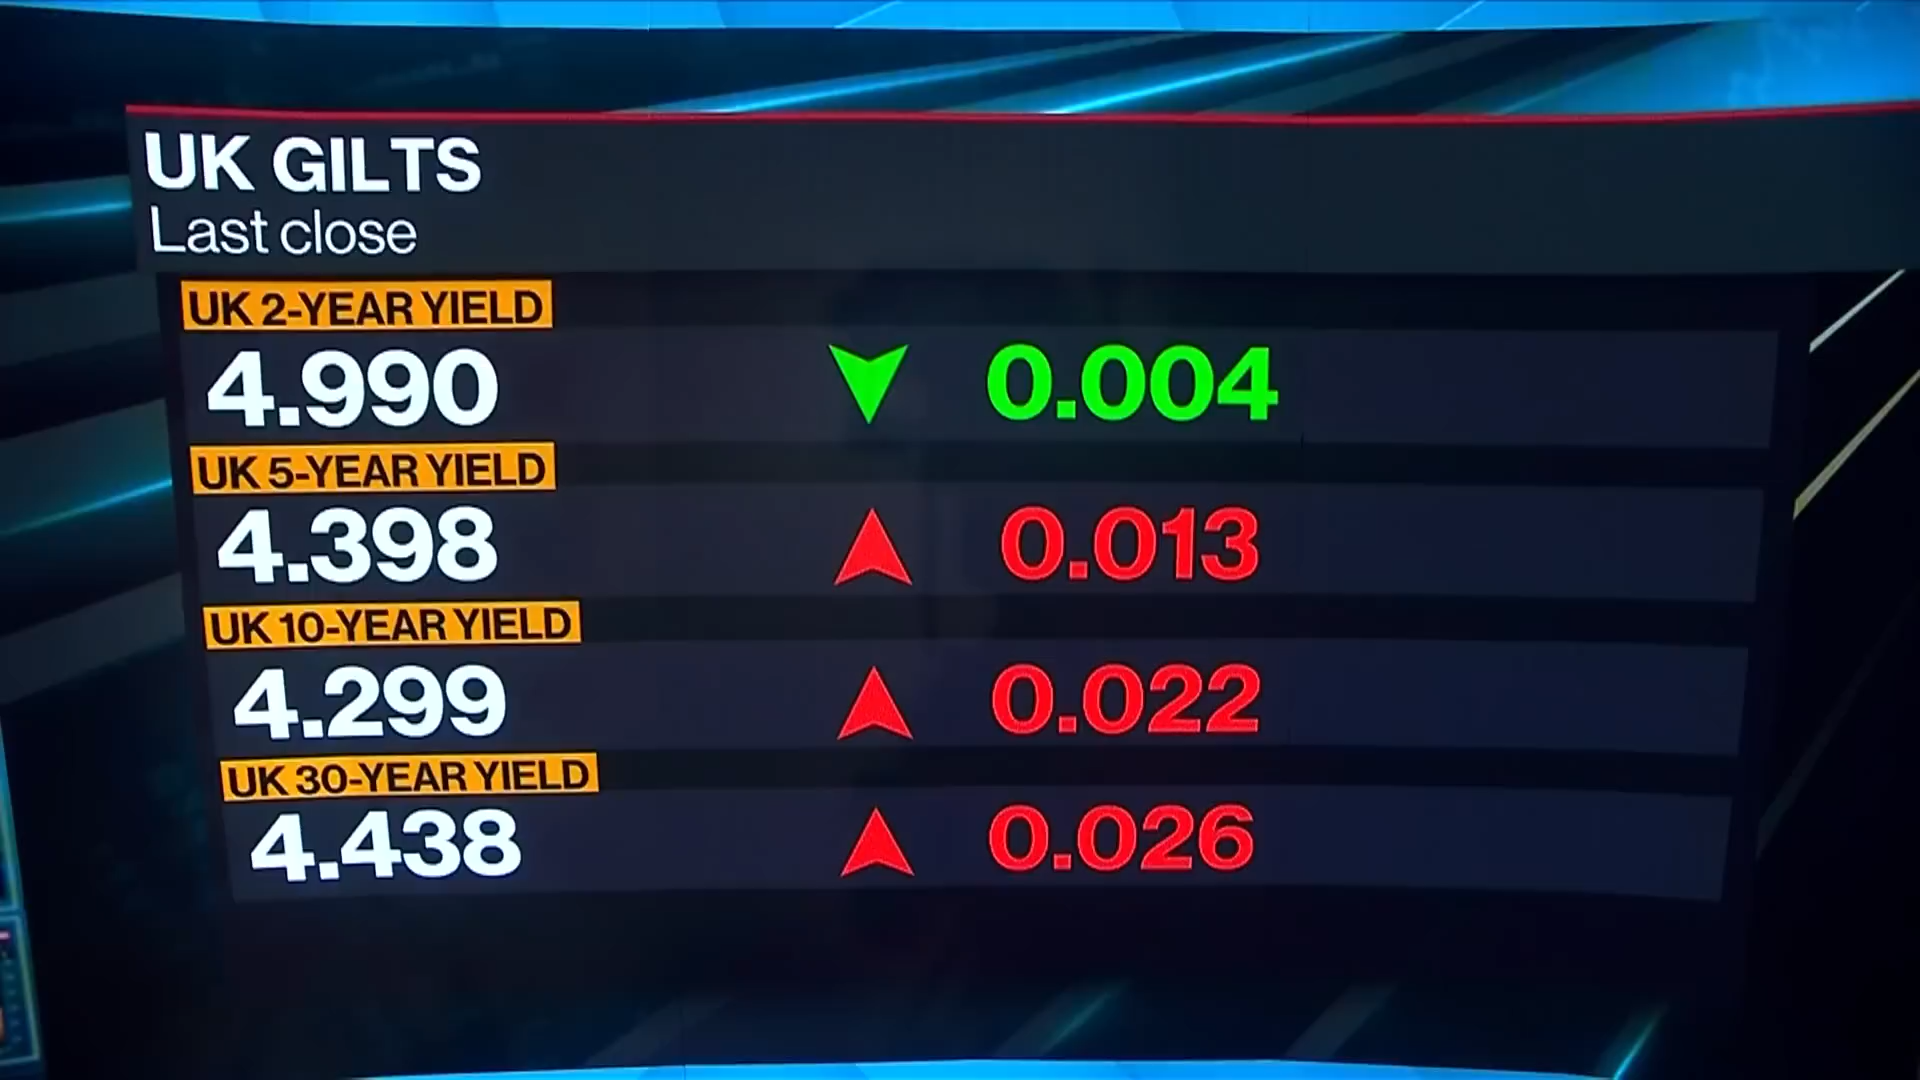 UK GILTS
Last close
UK 2-YEAR YIELD
4.990 0.004
UK 5-YEAR YIELD
4.398 0.013
UK 10-YEAR YIELD
4.299 0.022
UK 30-YEAR YIELD
4.438 0.026